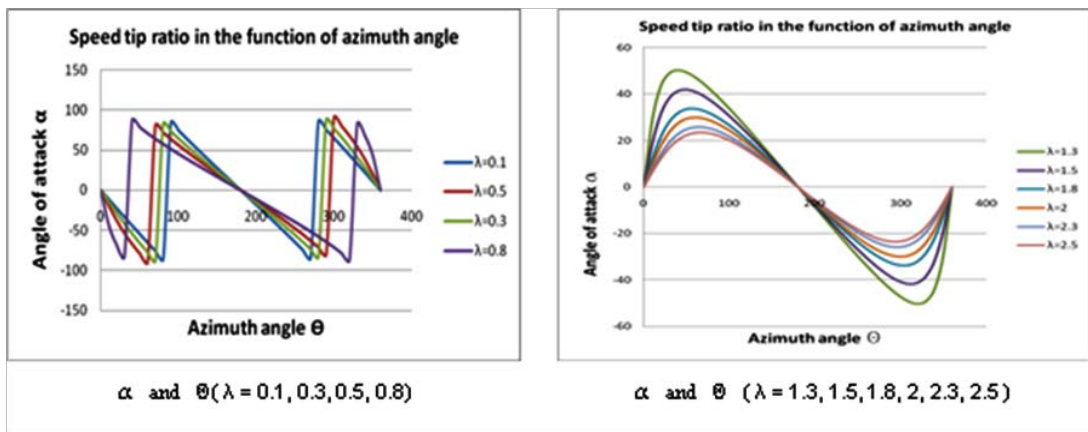 Speed tip ratio in the function of azimuth angle
150
100
50
0
-50
-100
-150
0
100
200
300
400
Angle of attack α
Azimuth angle θ
λ=0.1
λ=0.5
λ=0.3
λ=0.8
α and θ(λ = 0.1, 0.3, 0.5, 0.8)
Speed tip ratio in the function of azimuth angle
60
40
20
0
-20
-40
-60
0
100
200
300
400
Angle of attack α
Azimuth angle Θ
λ=1.3
λ=1.5
λ=1.8
λ=2
λ=2.3
λ=2.5
α and θ (λ = 1.3, 1.5, 1.8, 2, 2.3, 2.5)